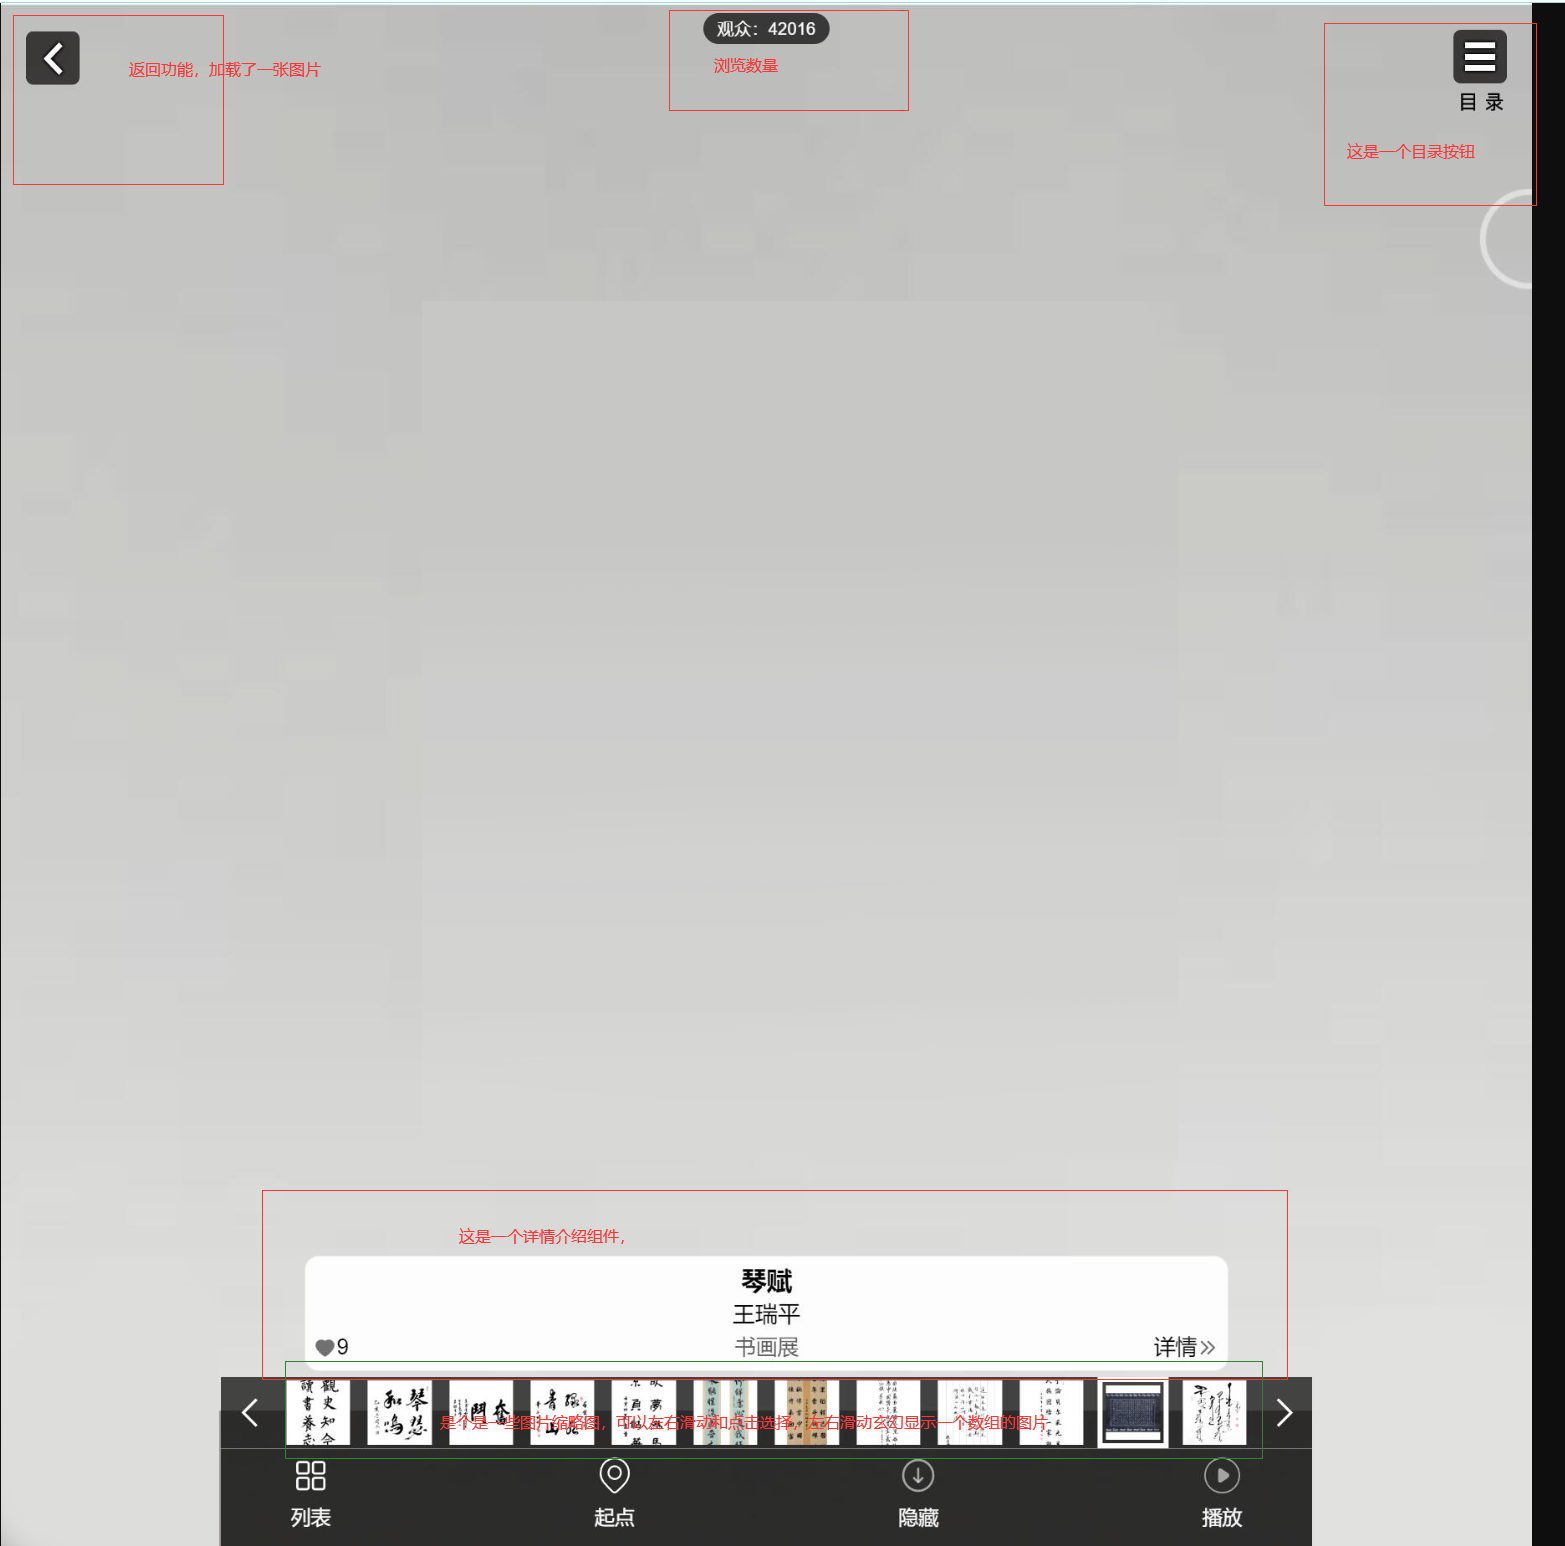 观众：42016
浏览数量
返回功能，加载了一张图片
目 录
这是一个目录按钮
这是一个详情介绍组件，
琴赋
王瑞平
9
书画展
详情
是个是一些图片缩略图，可以左右滑动和点击选择，左右滑动玄幻显示一个数组的图片
列表
起点
隐藏
播放